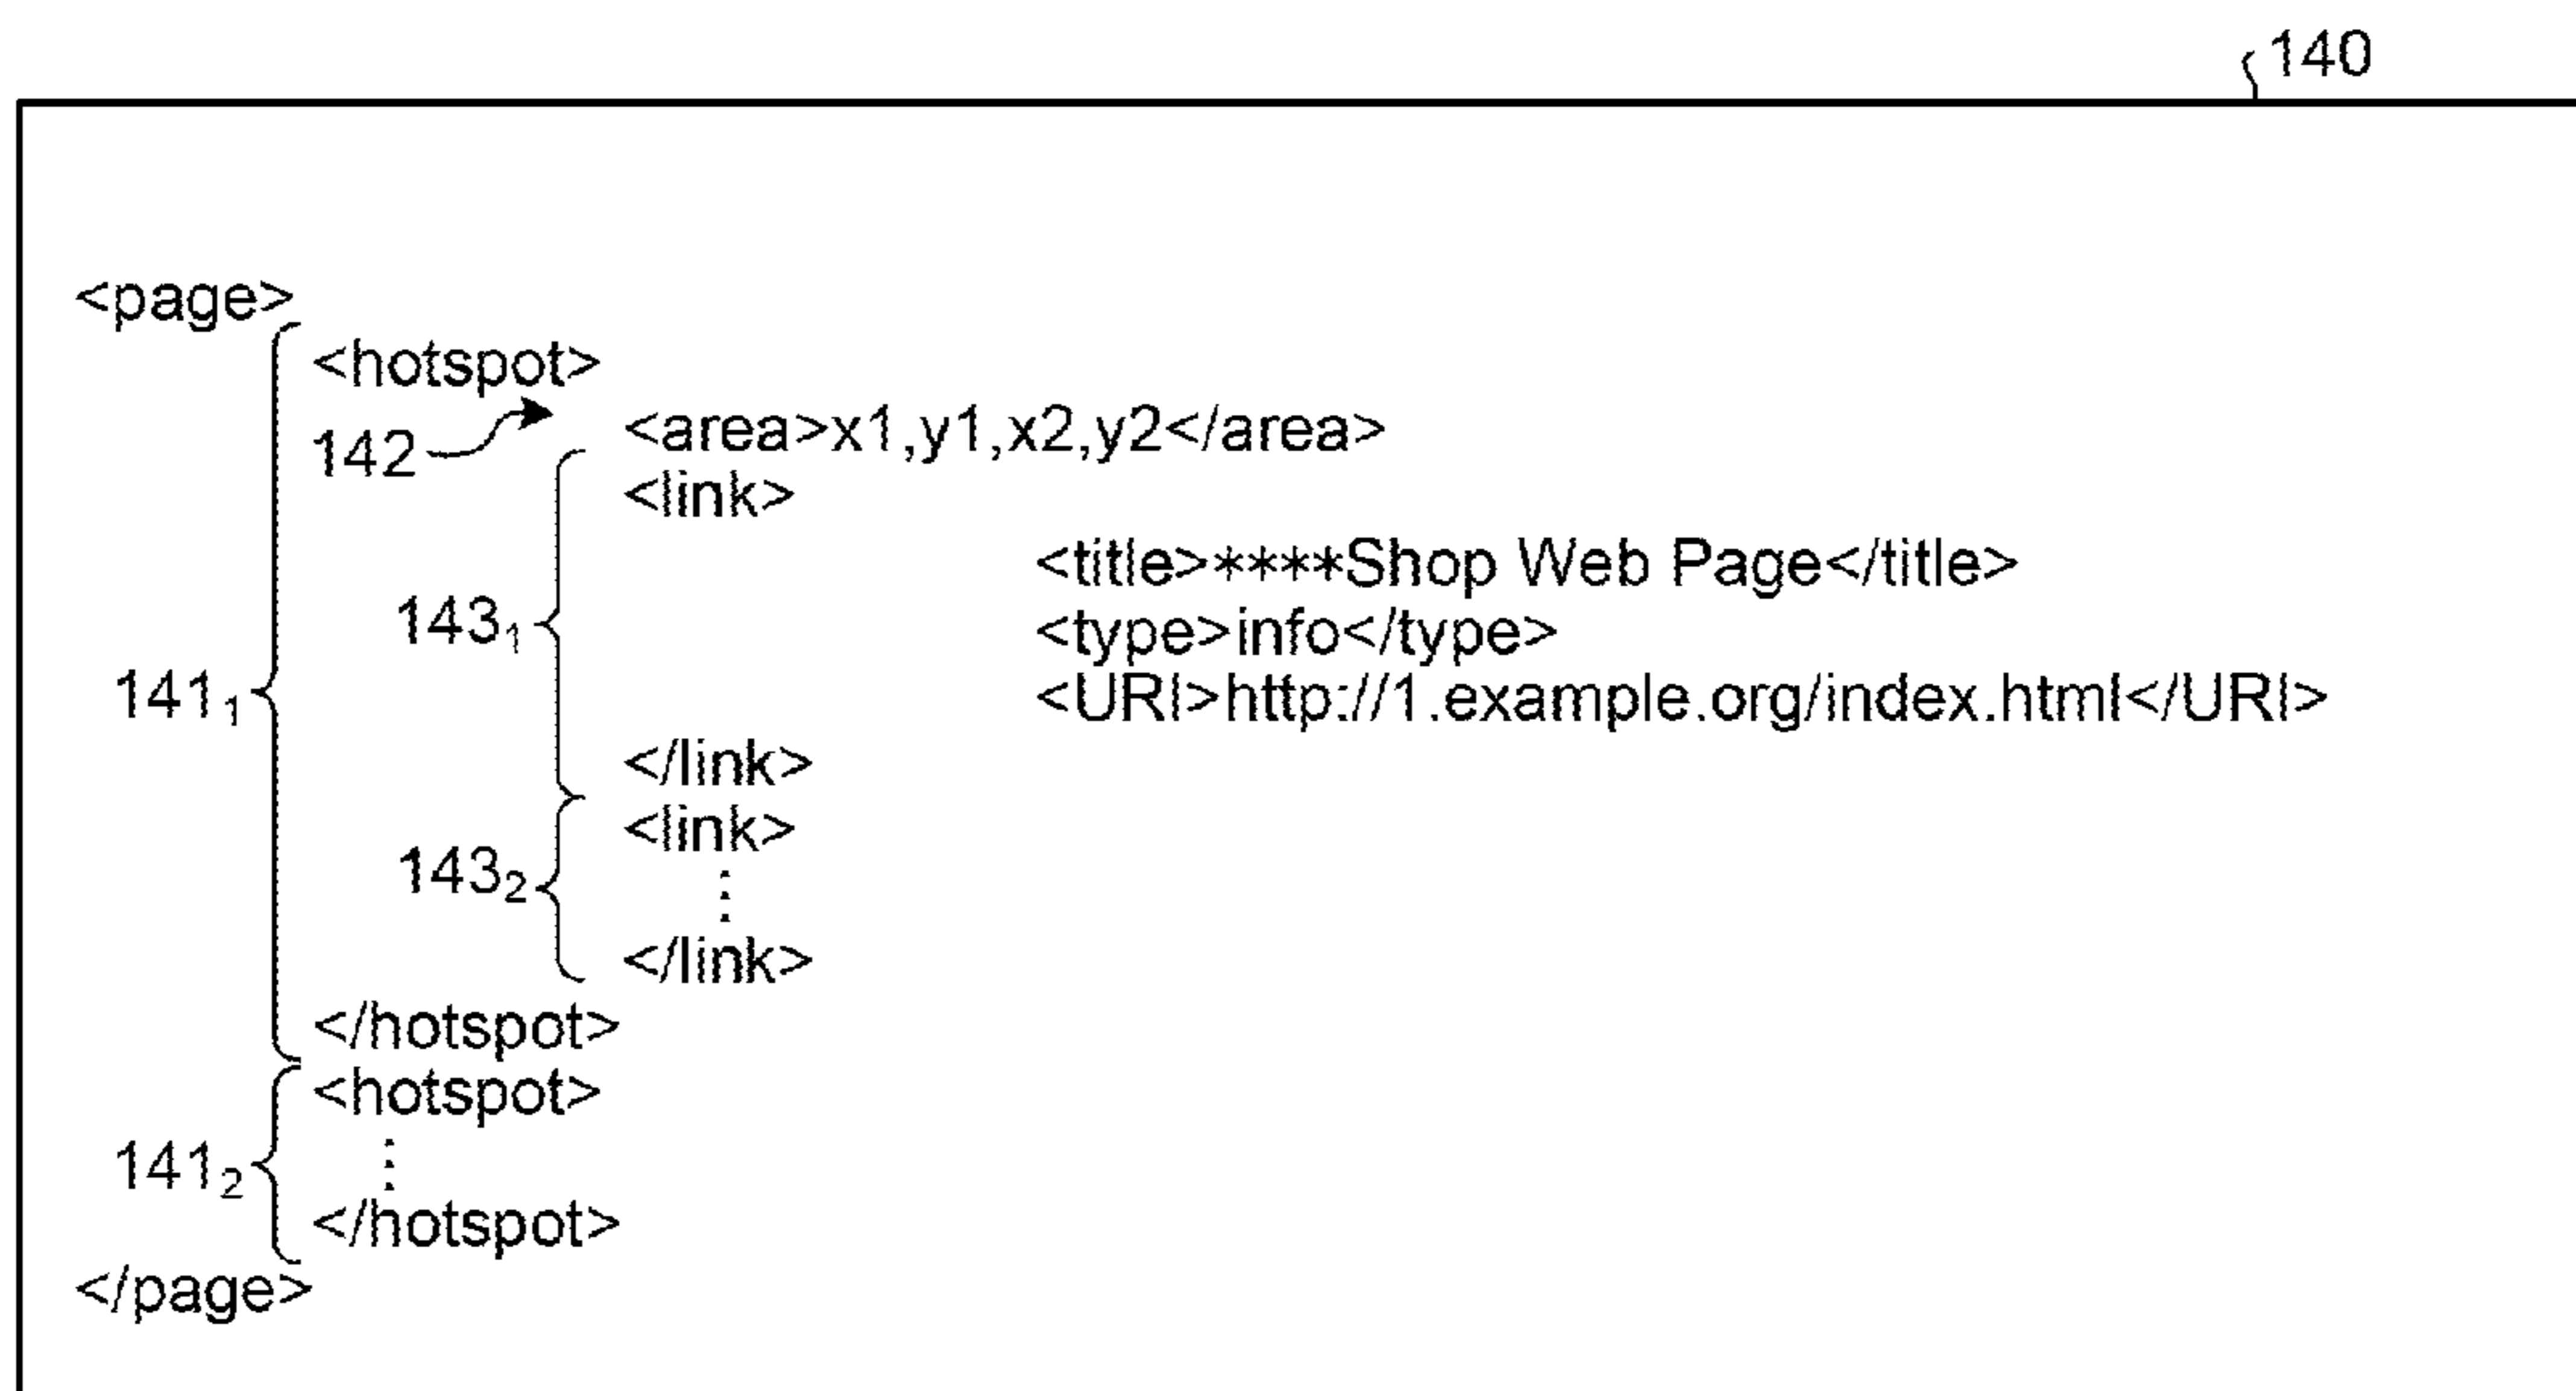 140
<page>
<hotspot>
142
<area>x1,y1,x2,y2</area>
<link>
<title>****Shop Web Page</title>
143₁
<type>info</type>
141₁
<URI>http://1.example.org/index.html</URI>
</link>
<link>
143₂
⋮
</link>
</hotspot>
<hotspot>
141₂
⋮
</hotspot>
</page>